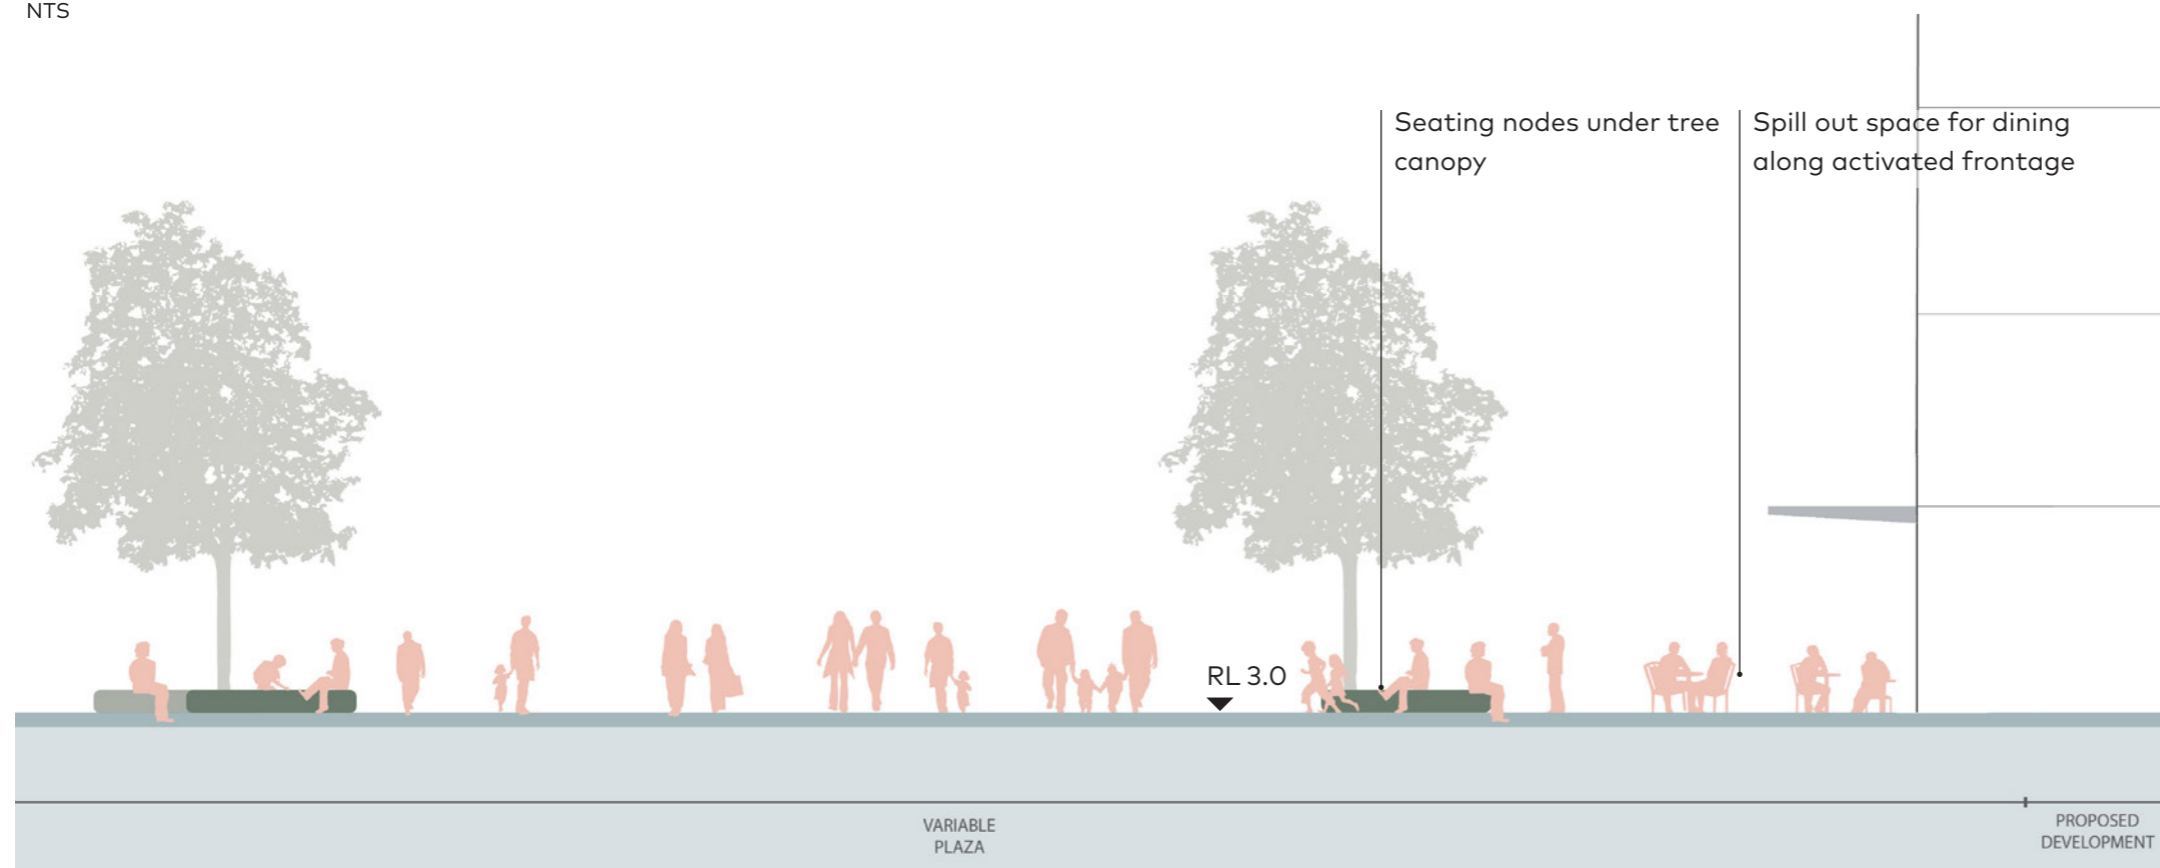 NTS
Seating nodes under tree
canopy
Spill out space for dining
along activated frontage
RL 3.0
VARIABLE
PLAZA
PROPOSED
DEVELOPMENT